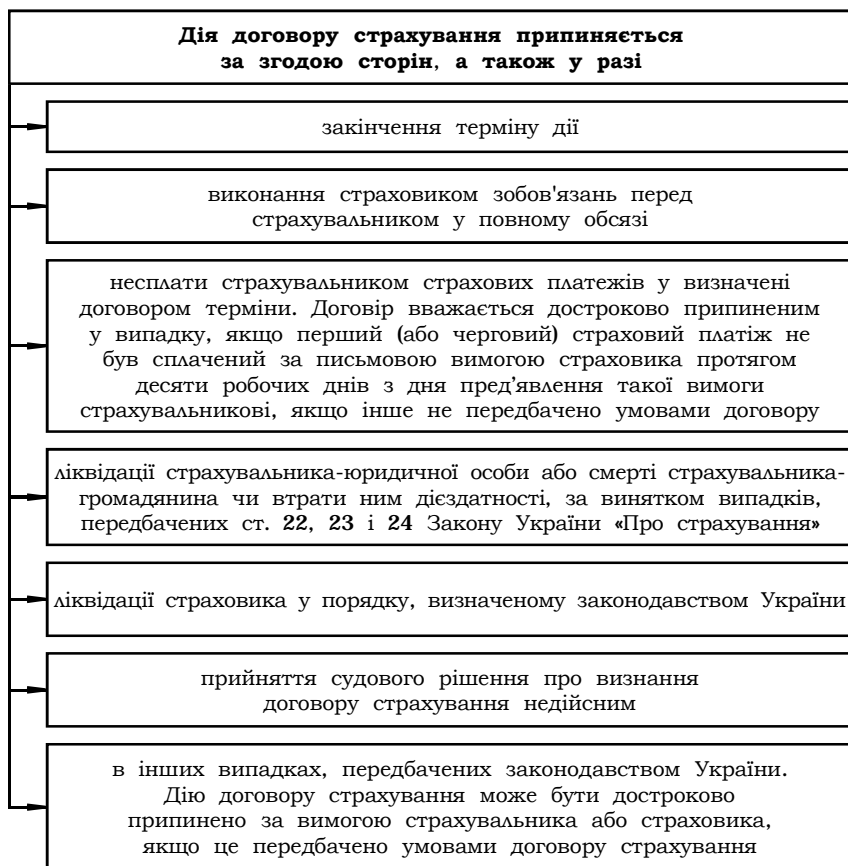 Дія договору страхування припиняється
за згодою сторін, а також у разі
закінчення терміну дії
виконання страховиком зобов'язань перед
страхувальником у повному обсязі
несплати страхувальником страхових платежів у визначені
договором терміни. Договір вважається достроково припиненим
у випадку, якщо перший (або черговий) страховий платіж не
був сплачений за письмовою вимогою страховика протягом
десяти робочих днів з дня пред’явлення такої вимоги
страхувальникові, якщо інше не передбачено умовами договору
ліквідації страхувальника-юридичної особи або смерті страхувальника-
громадянина чи втрати ним дієздатності, за винятком випадків,
передбачених ст. 22, 23 і 24 Закону України «Про страхування»
ліквідації страховика у порядку, визначеному законодавством України
прийняття судового рішення про визнання
договору страхування недійсним
в інших випадках, передбачених законодавством України.
Дію договору страхування може бути достроково
припинено за вимогою страхувальника або страховика,
якщо це передбачено умовами договору страхування